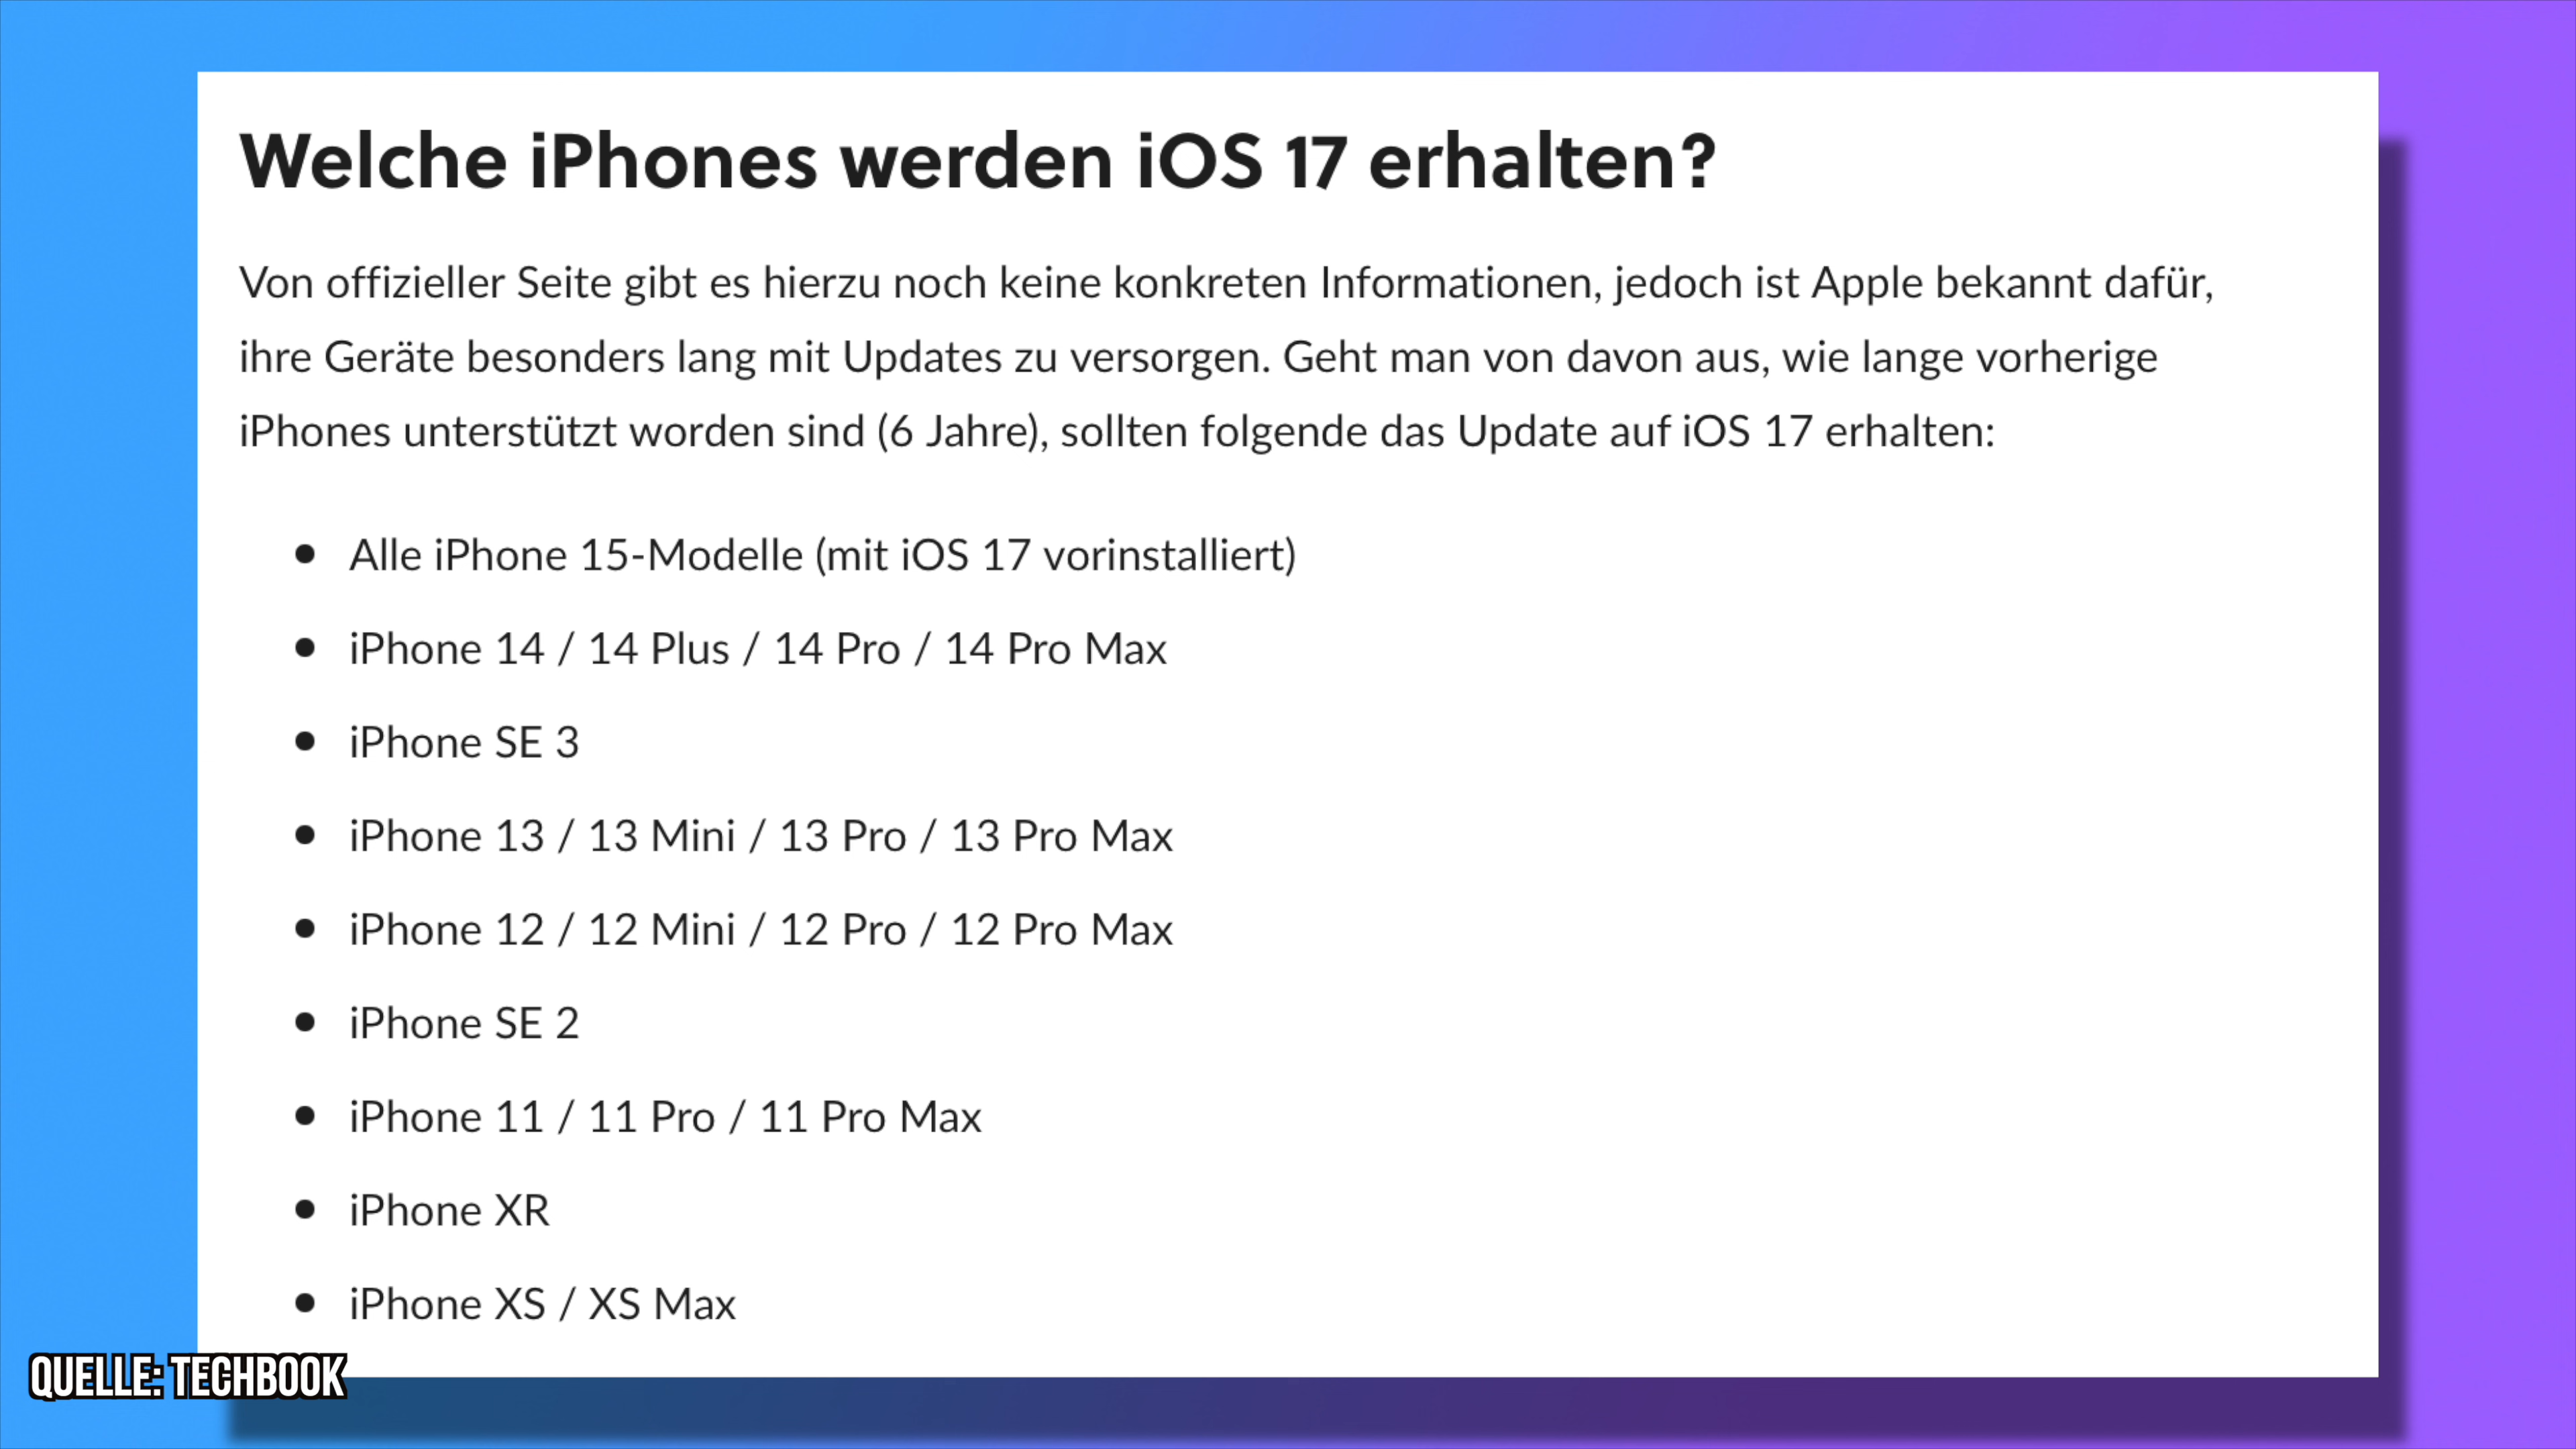 Welche iPhones werden iOS 17 erhalten?
Von offizieller Seite gibt es hierzu noch keine konkreten Informationen, jedoch ist Apple bekannt dafür,
ihre Geräte besonders lang mit Updates zu versorgen. Geht man von davon aus, wie lange vorherige
iPhones unterstützt worden sind (6 Jahre), sollten folgende das Update auf iOS 17 erhalten:
• Alle iPhone 15-Modelle (mit iOS 17 vorinstalliert)
• iPhone 14 / 14 Plus / 14 Pro / 14 Pro Max
• iPhone SE 3
• iPhone 13 / 13 Mini / 13 Pro / 13 Pro Max
• iPhone 12 / 12 Mini / 12 Pro / 12 Pro Max
• iPhone SE 2
• iPhone 11 / 11 Pro / 11 Pro Max
• iPhone XR
• iPhone XS / XS Max
QUELLE: TECHBOOK